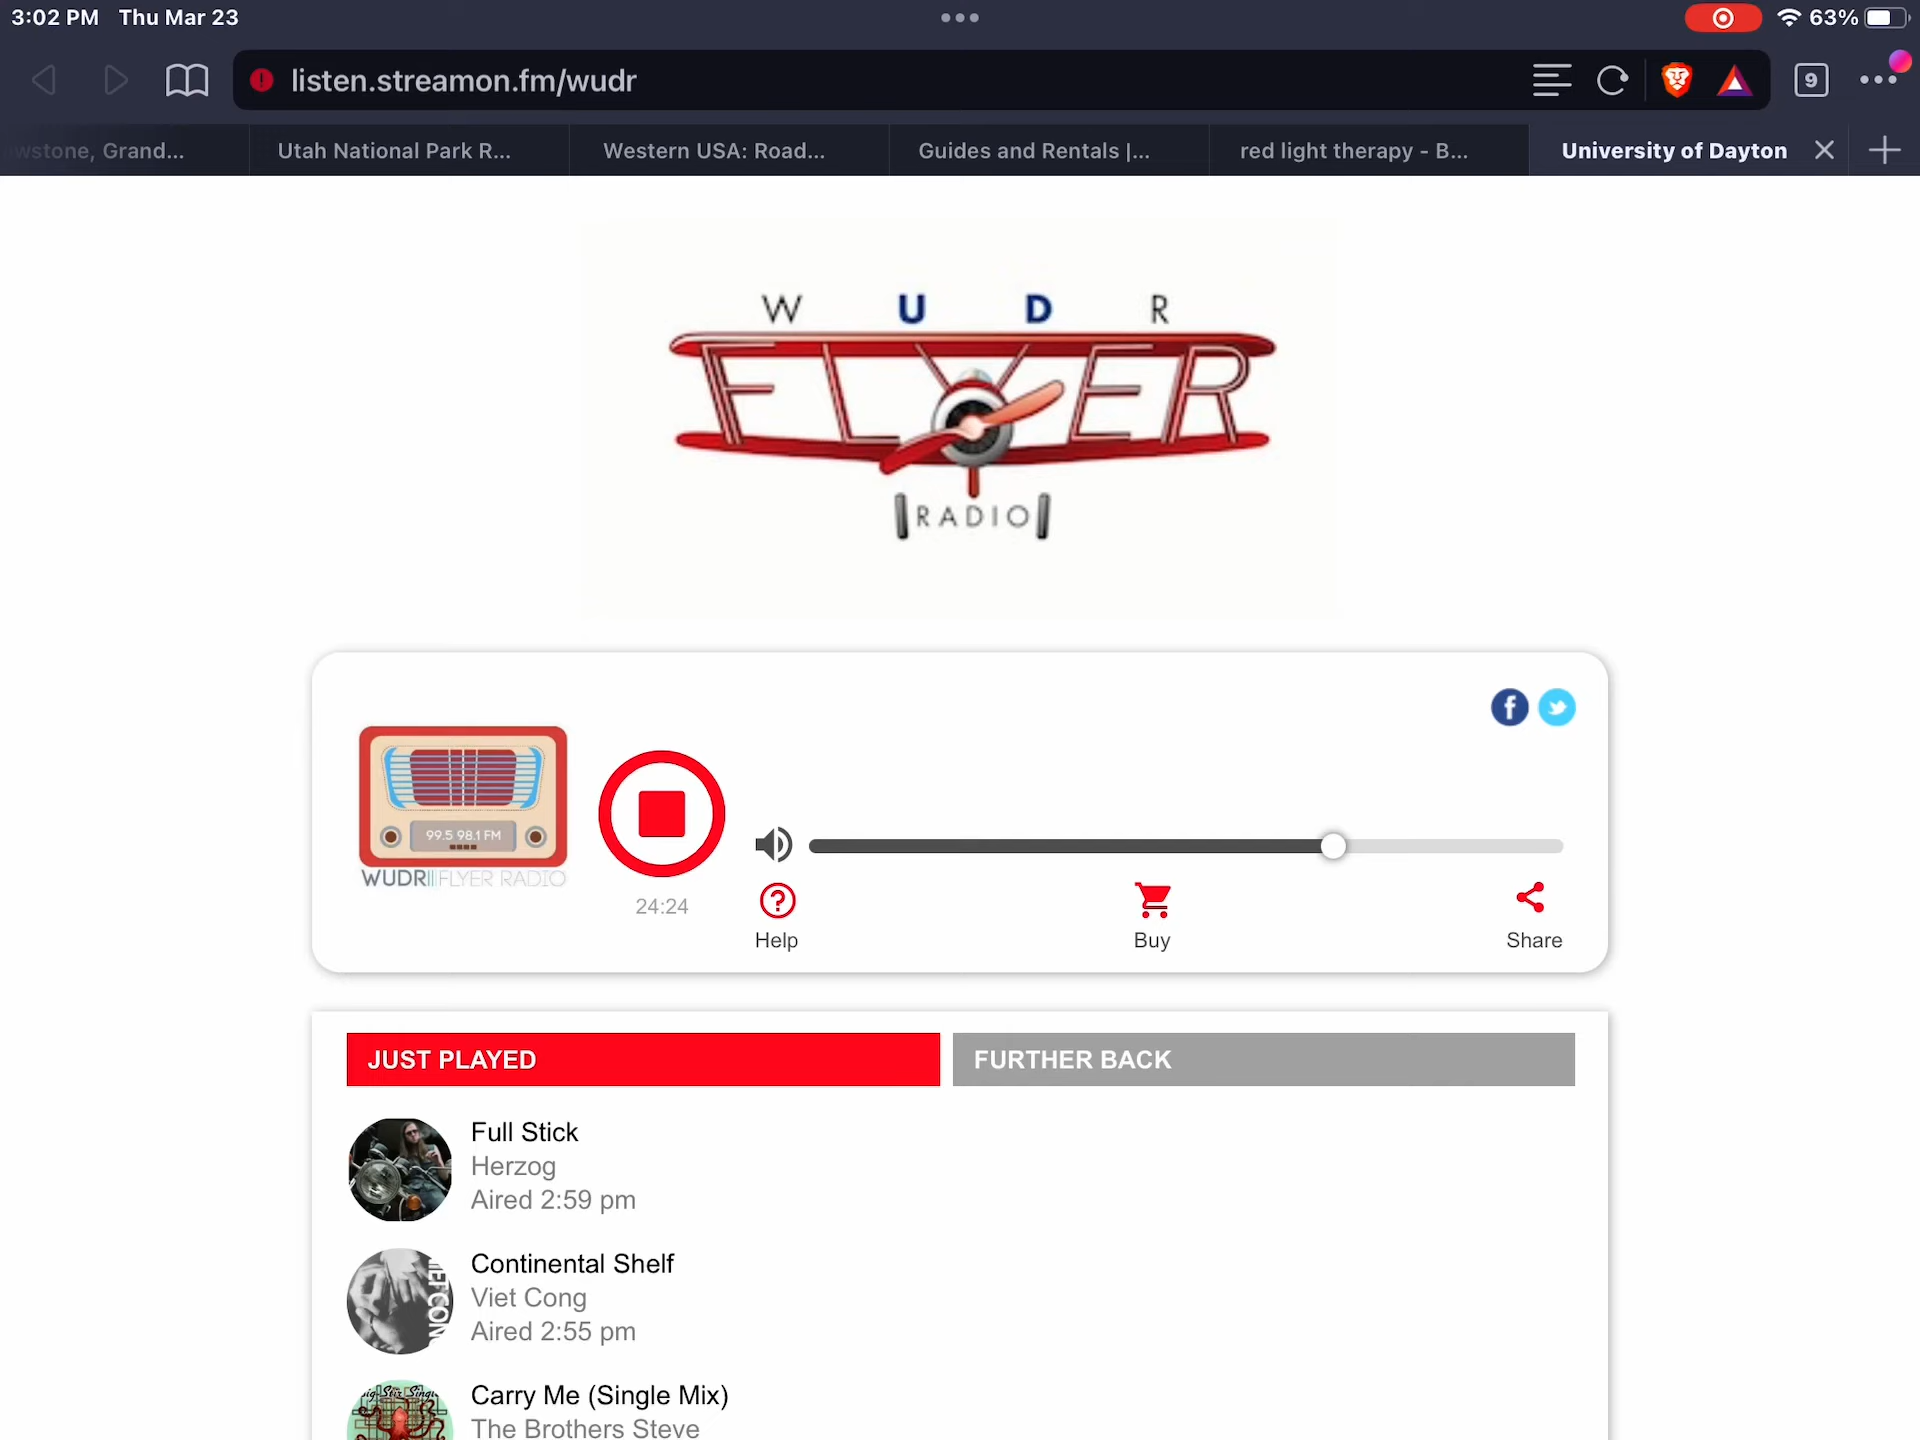 3:02 PM Thu Mar 23
63%
listen.streamon.fm/wudr
9
wstone, Grand...
Utah National Park R...
Western USA: Road...
Guides and Rentals |...
red light therapy - B...
University of Dayton
W U D R
FLYER
RADIO
99.5 98.1 FM
WUDR FLYER RADIO
24:24
Help
Buy
Share
JUST PLAYED
FURTHER BACK
Full Stick
Herzog
Aired 2:59 pm
Continental Shelf
Viet Cong
Aired 2:55 pm
Carry Me (Single Mix)
The Brothers Steve